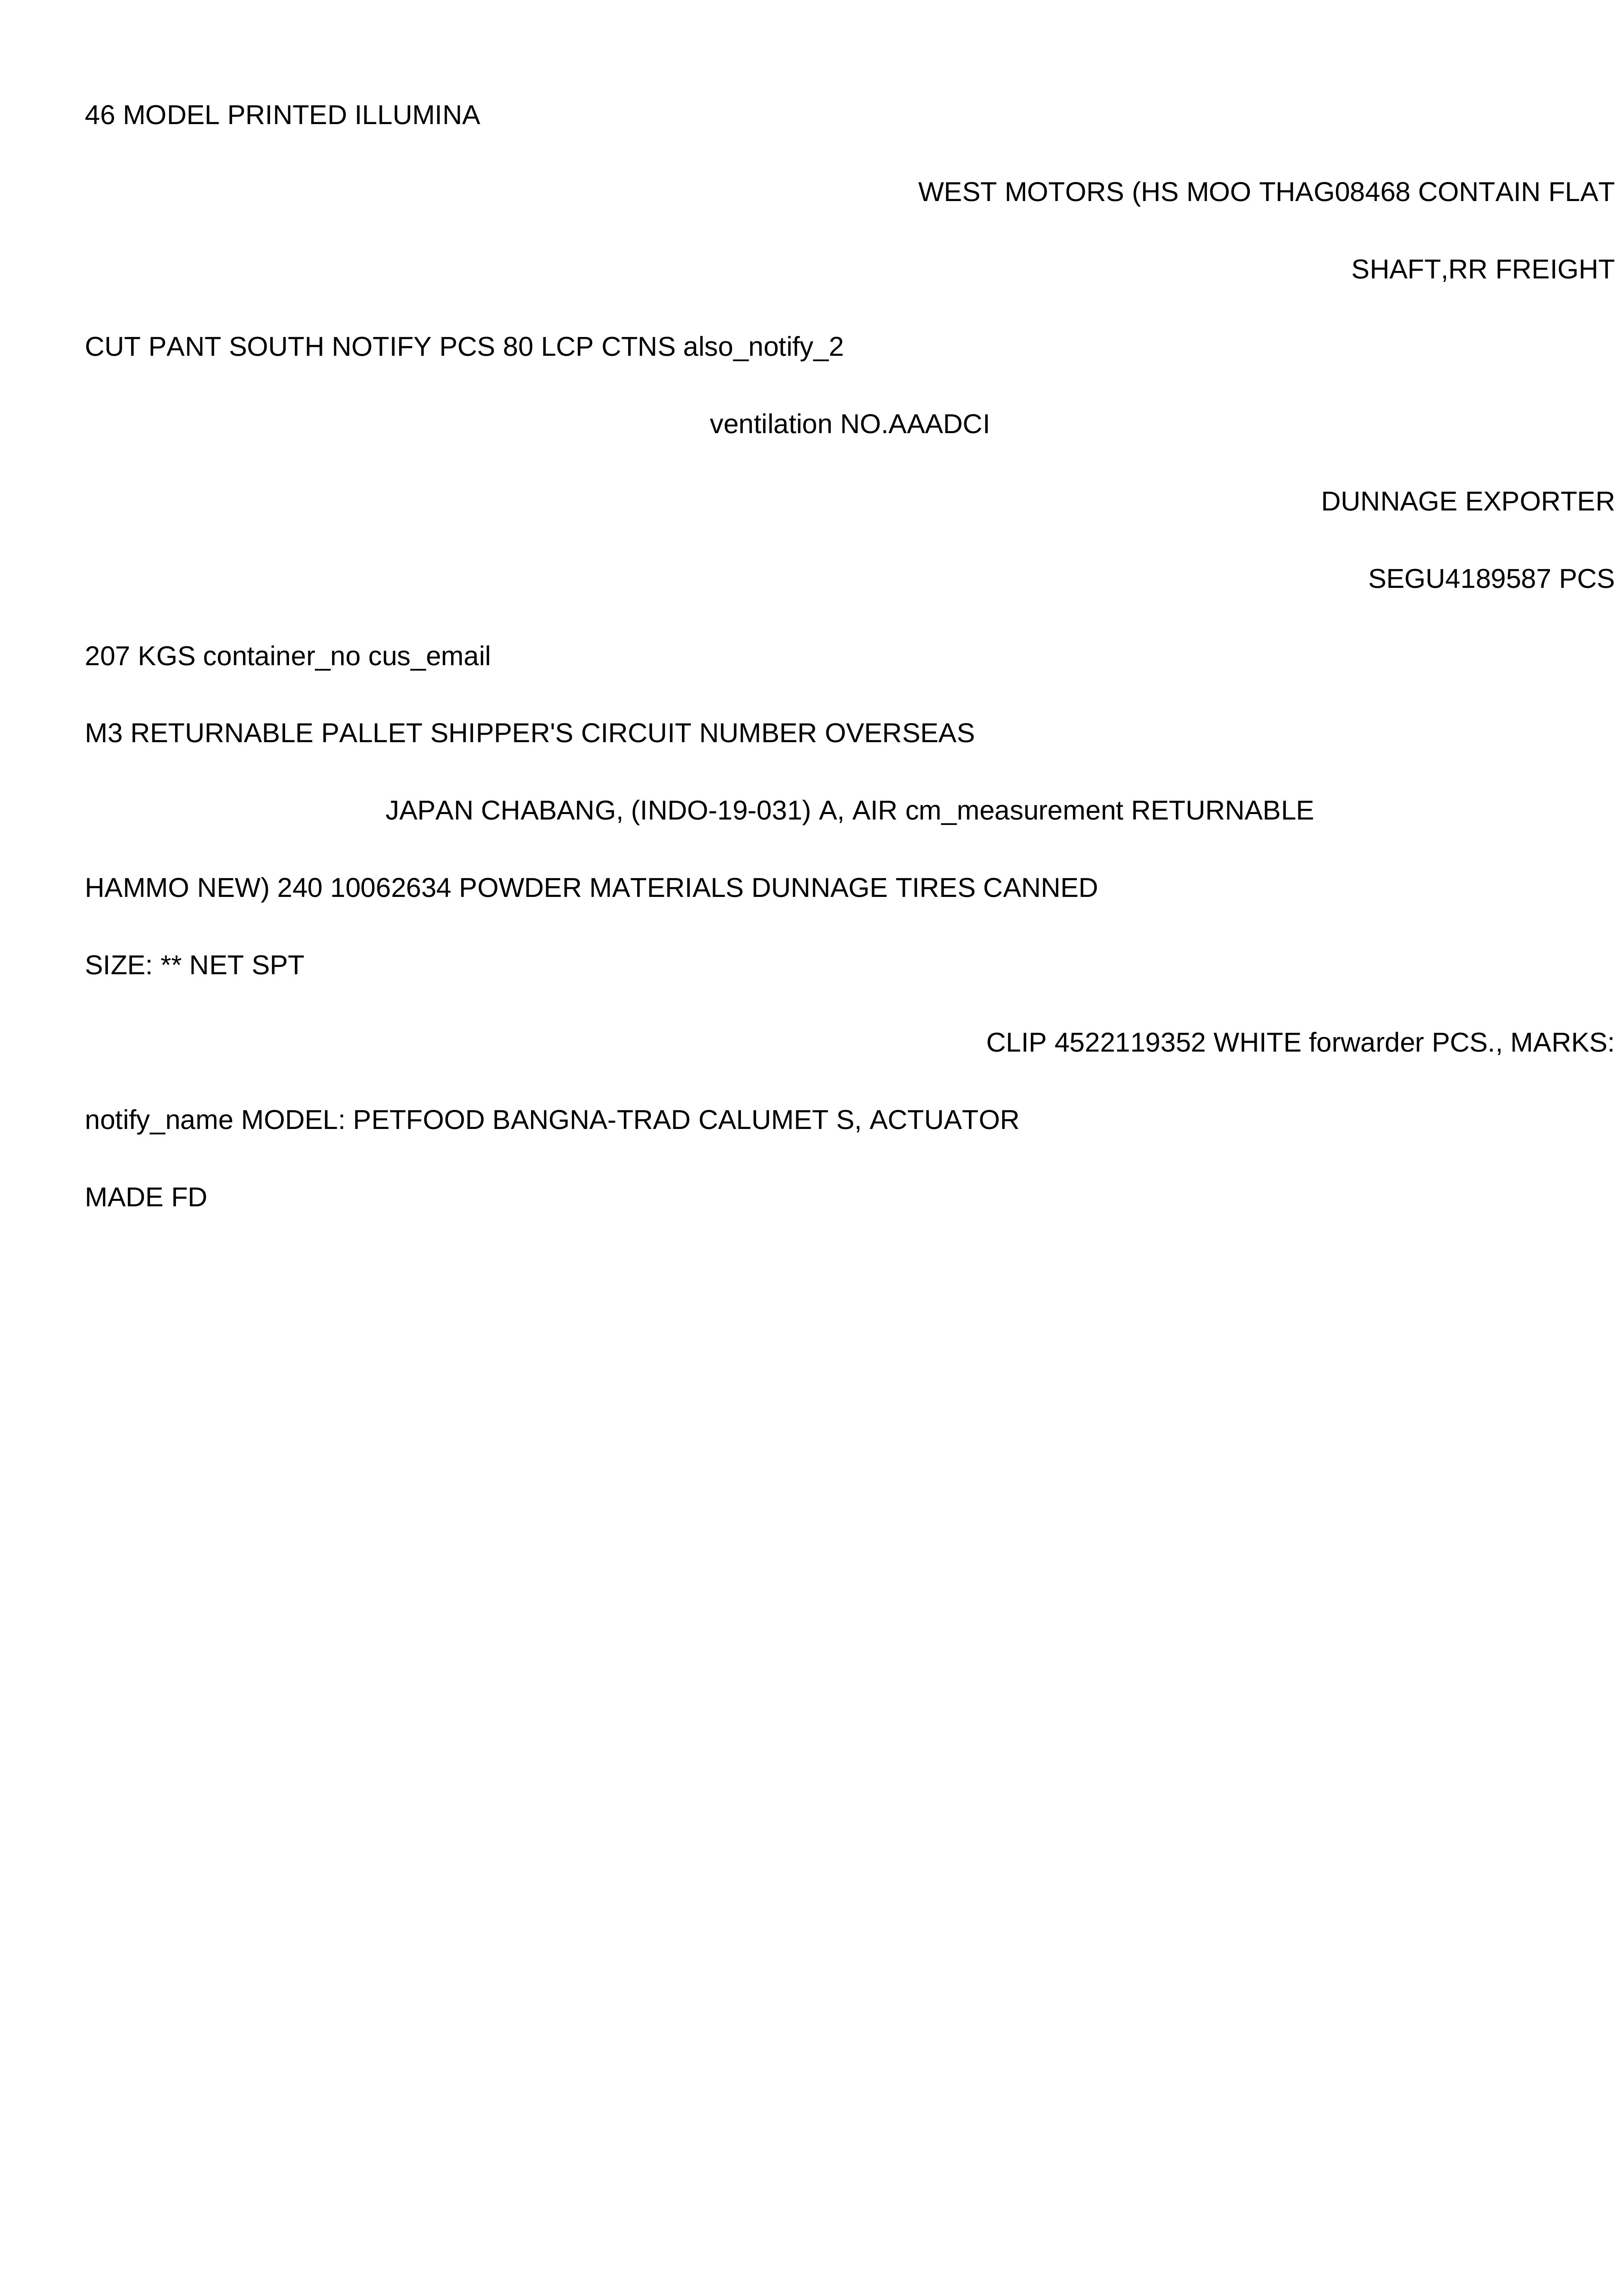 46 MODEL PRINTED ILLUMINA
WEST MOTORS (HS MOO THAG08468 CONTAIN FLAT
SHAFT,RR FREIGHT
CUT PANT SOUTH NOTIFY PCS 80 LCP CTNS also_notify_2
ventilation NO.AAADCI
DUNNAGE EXPORTER
SEGU4189587 PCS
207 KGS container_no cus_email
M3 RETURNABLE PALLET SHIPPER'S CIRCUIT NUMBER OVERSEAS
JAPAN CHABANG, (INDO-19-031) A, AIR cm_measurement RETURNABLE
HAMMO NEW) 240 10062634 POWDER MATERIALS DUNNAGE TIRES CANNED
SIZE: ** NET SPT
CLIP 4522119352 WHITE forwarder PCS., MARKS:
notify_name MODEL: PETFOOD BANGNA-TRAD CALUMET S, ACTUATOR
MADE FD